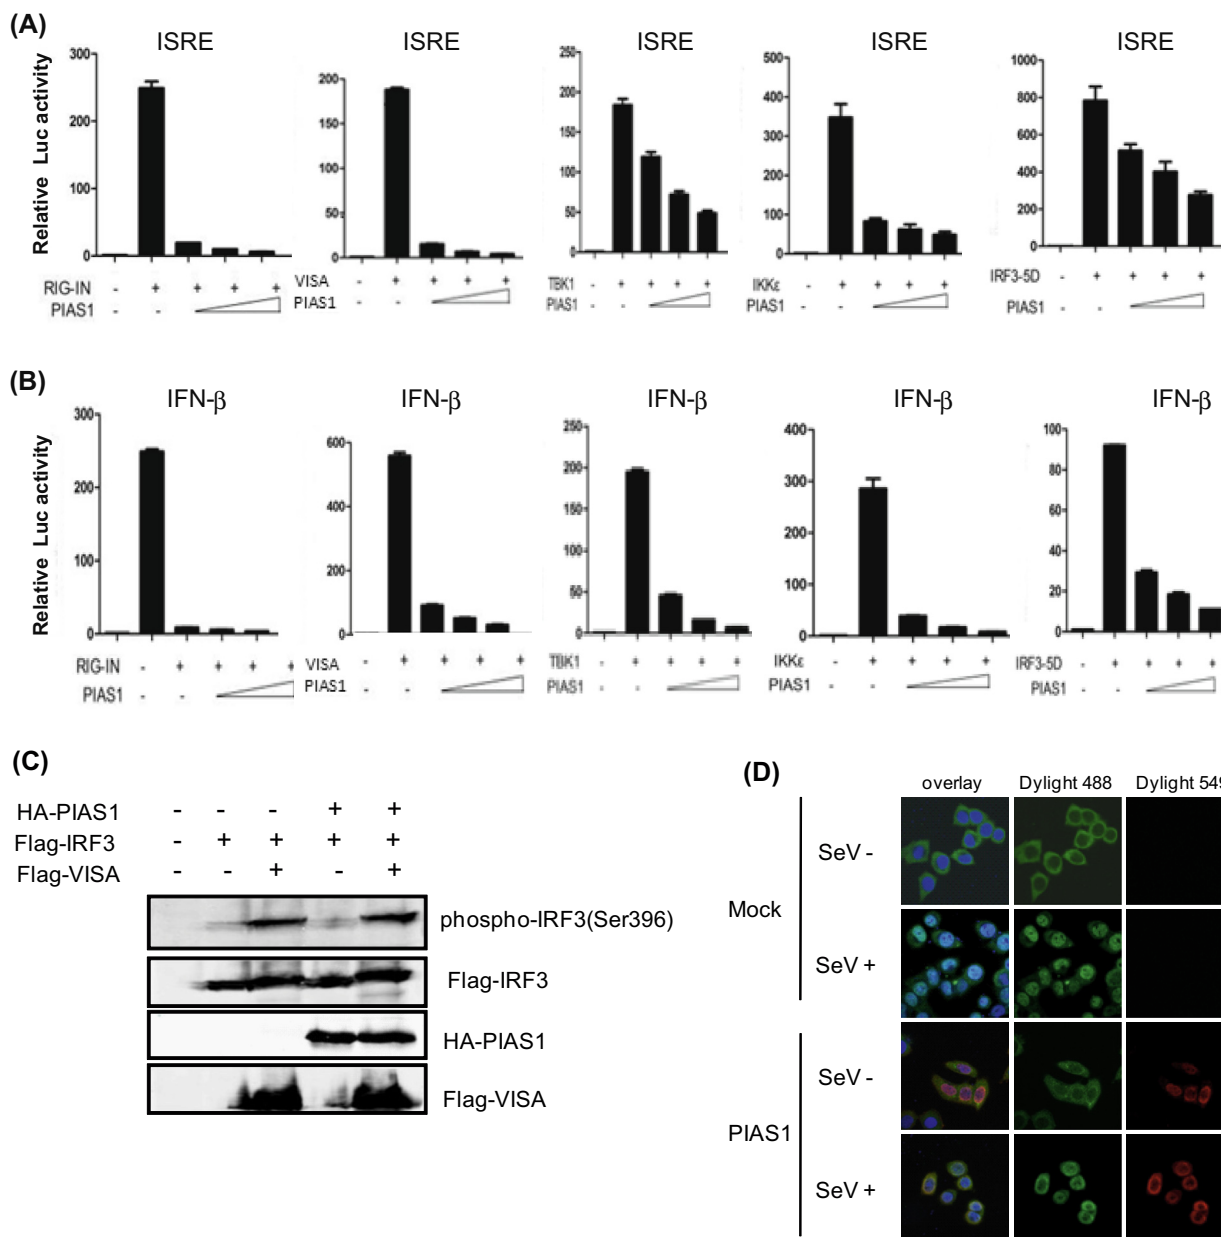 (A)
ISRE ISRE ISRE ISRE ISRE
Relative Luc activity
300
200
100
0
200
150
100
50
0
250
200
150
100
50
0
500
400
300
200
100
0
1000
800
600
400
200
0
RIG-IN - + + + +
PIAS1 - -
VISA - + + + +
PIAS1 - -
TBK1 - + + + +
PIAS1 - -
IKKε - + + + +
PIAS1 - -
IRF3-5D - + + + +
PIAS1 - -
(B)
IFN-β IFN-β IFN-β IFN-β IFN-β
Relative Luc activity
300
200
100
0
600
400
200
0
250
200
150
100
50
0
400
300
200
100
0
100
80
60
40
20
0
RIG-IN - + + + +
PIAS1 - -
VISA - + + + +
PIAS1 - -
TBK1 - + + + +
PIAS1 - -
IKKε - + + + +
PIAS1 - -
IRF3-5D - + + + +
PIAS1 - -
(C)
HA-PIAS1 - - - + +
Flag-IRF3 - + + + +
Flag-VISA - - + - +
phospho-IRF3(Ser396)
Flag-IRF3
HA-PIAS1
Flag-VISA
(D)
overlay Dylight 488 Dylight 549
Mock
SeV -
SeV +
PIAS1
SeV -
SeV +